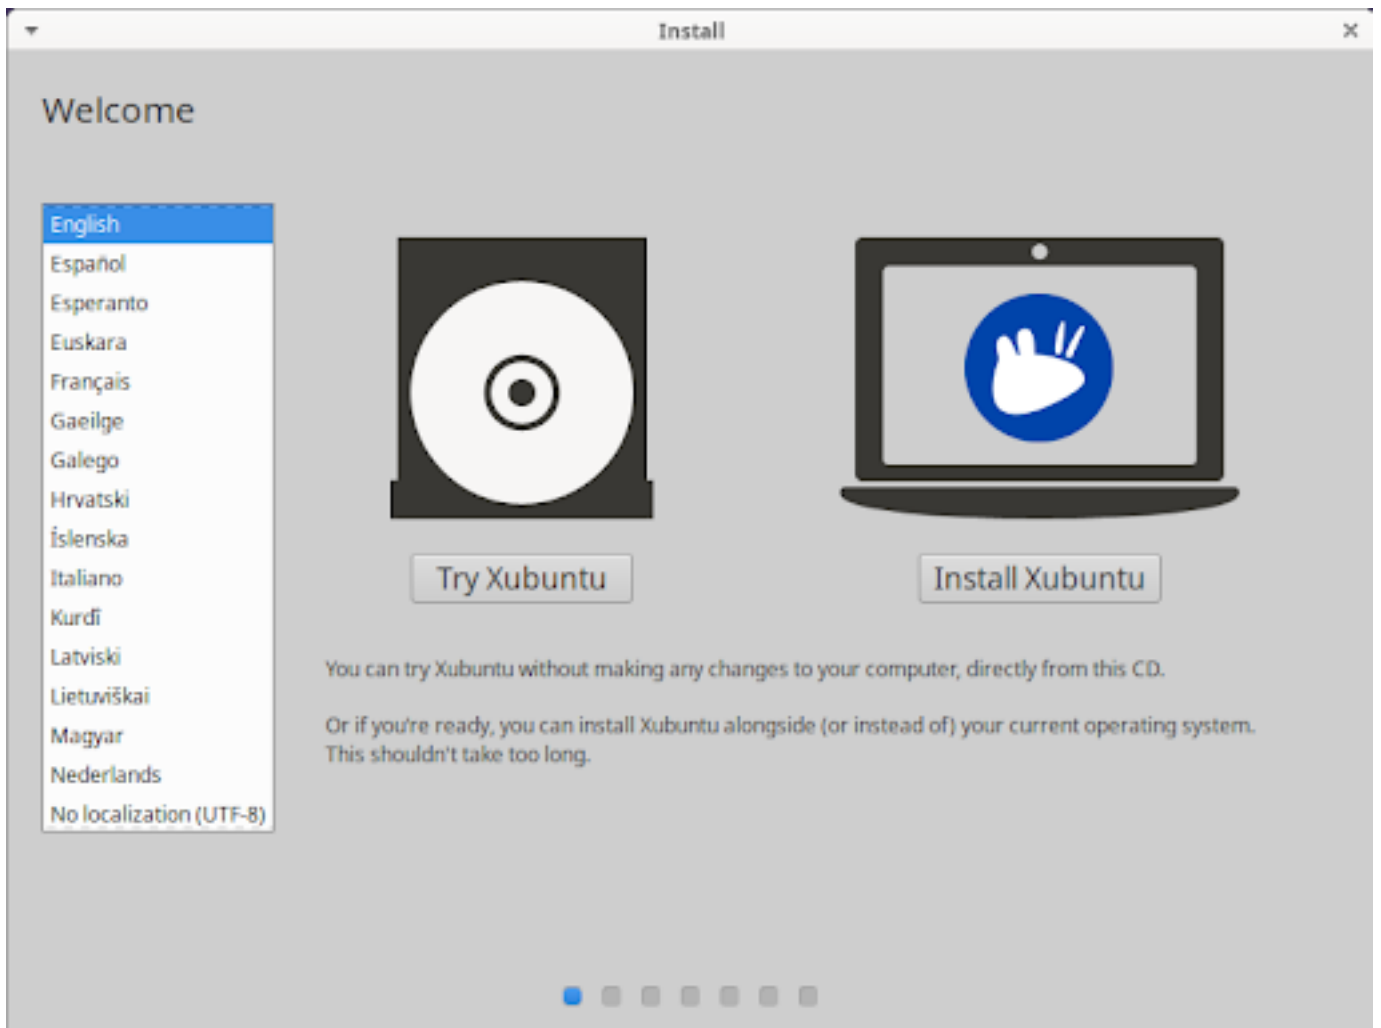 Install
Welcome
English
Español
Esperanto
Euskara
Français
Gaeilge
Galego
Hrvatski
Íslenska
Italiano
Kurdî
Latviski
Lietuviškai
Magyar
Nederlands
No localization (UTF-8)
Try Xubuntu
Install Xubuntu
You can try Xubuntu without making any changes to your computer, directly from this CD.
Or if you're ready, you can install Xubuntu alongside (or instead of) your current operating system.
This shouldn't take too long.